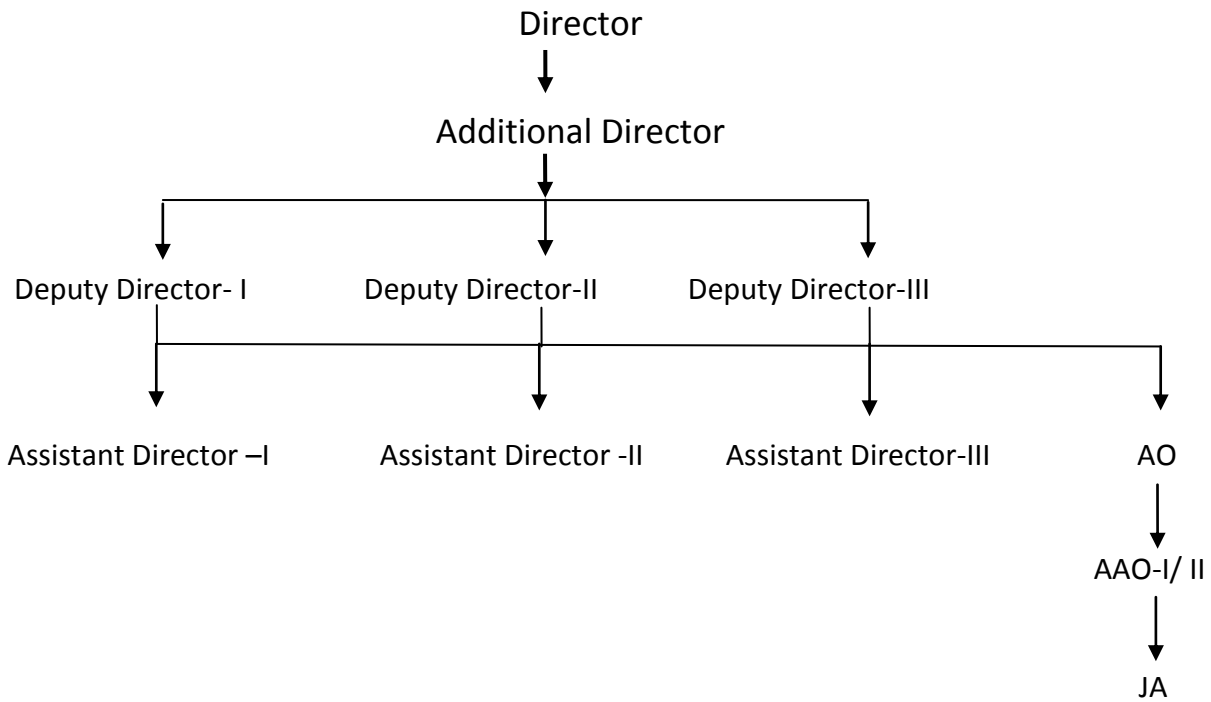 Director
Additional Director
Deputy Director- I
Deputy Director-II
Deputy Director-III
Assistant Director –I
Assistant Director -II
Assistant Director-III
AO
AAO-I/ II
JA